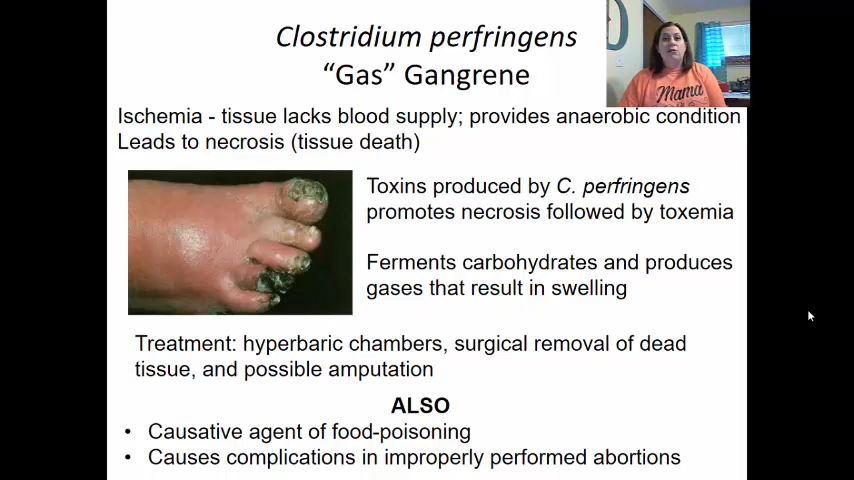 Clostridium perfringens
“Gas” Gangrene
Mama
Ischemia - tissue lacks blood supply; provides anaerobic condition
Leads to necrosis (tissue death)
Toxins produced by C. perfringens
promotes necrosis followed by toxemia
Ferments carbohydrates and produces
gases that result in swelling
Treatment: hyperbaric chambers, surgical removal of dead
tissue, and possible amputation
ALSO
• Causative agent of food-poisoning
• Causes complications in improperly performed abortions